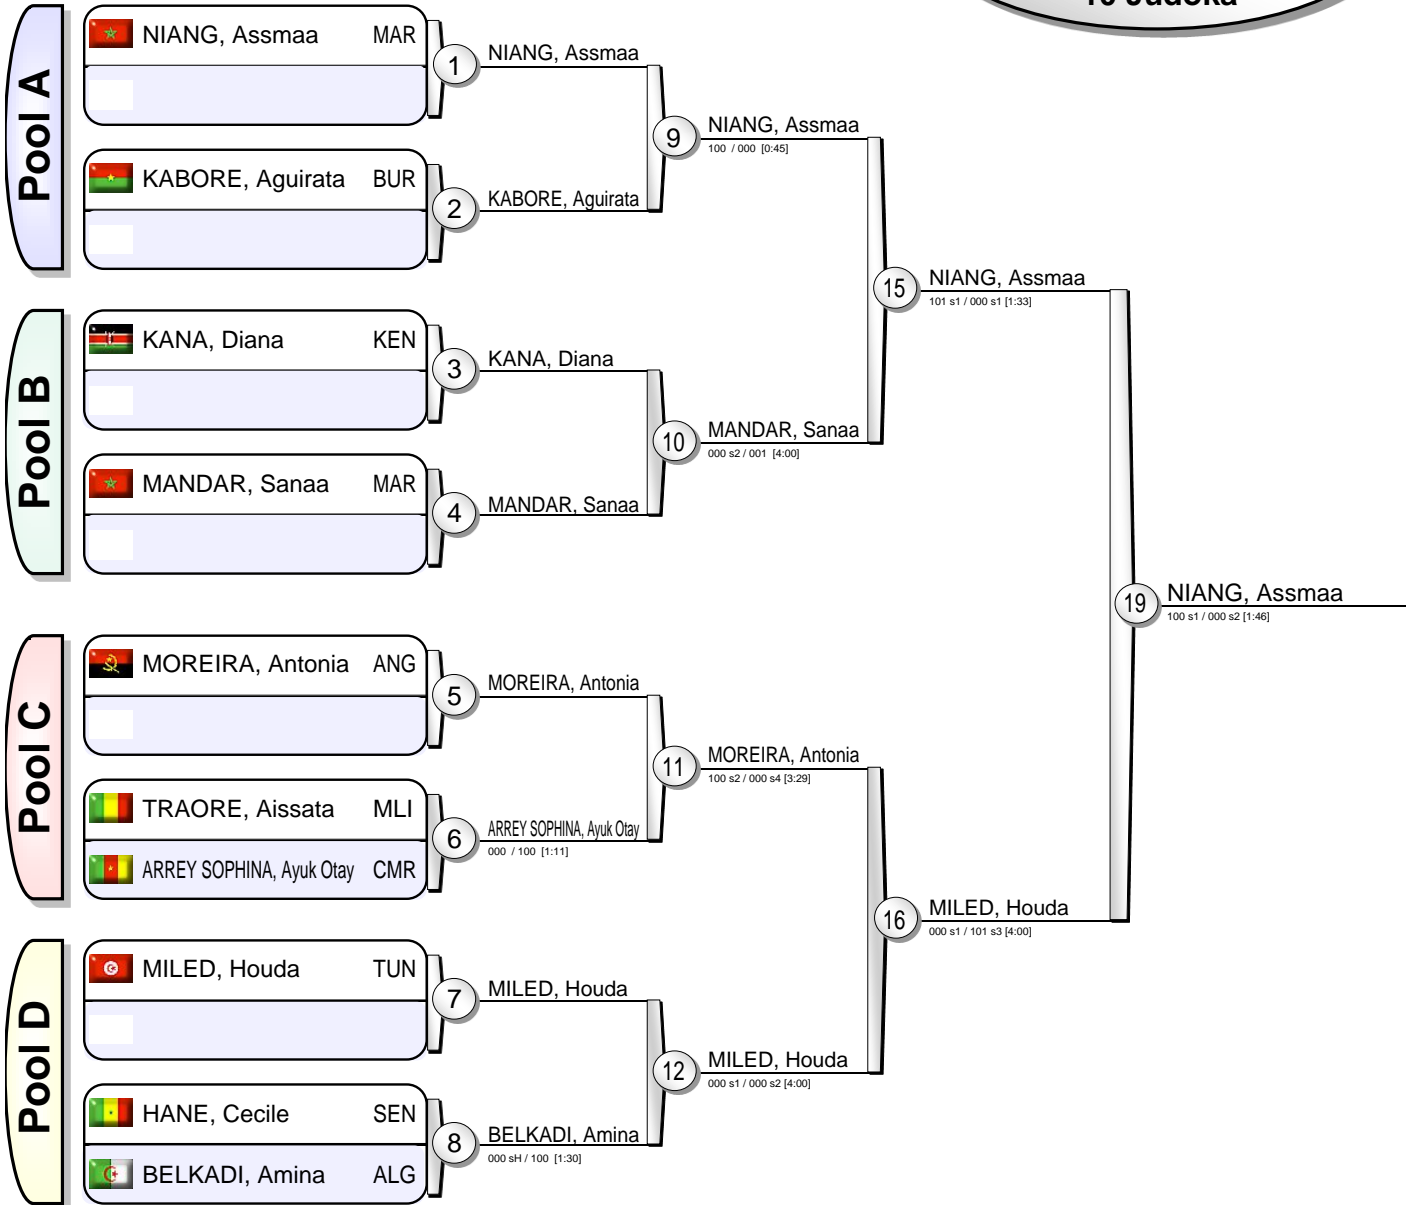 10 Judoka
Pool A
NIANG, Assmaa MAR
1
NIANG, Assmaa
KABORE, Aguirata BUR
2
KABORE, Aguirata
9
NIANG, Assmaa
100 / 000 [0:45]
Pool B
KANA, Diana KEN
3
KANA, Diana
MANDAR, Sanaa MAR
4
MANDAR, Sanaa
10
MANDAR, Sanaa
000 s2 / 001 [4:00]
15
NIANG, Assmaa
101 s1 / 000 s1 [1:33]
Pool C
MOREIRA, Antonia ANG
5
MOREIRA, Antonia
TRAORE, Aissata MLI
ARREY SOPHINA, Ayuk Otay CMR
6
ARREY SOPHINA, Ayuk Otay
000 / 100 [1:11]
11
MOREIRA, Antonia
100 s2 / 000 s4 [3:29]
Pool D
MILED, Houda TUN
7
MILED, Houda
HANE, Cecile SEN
BELKADI, Amina ALG
8
BELKADI, Amina
000 sH / 100 [1:30]
12
MILED, Houda
000 s1 / 000 s2 [4:00]
16
MILED, Houda
000 s1 / 101 s3 [4:00]
19
NIANG, Assmaa
100 s1 / 000 s2 [1:46]